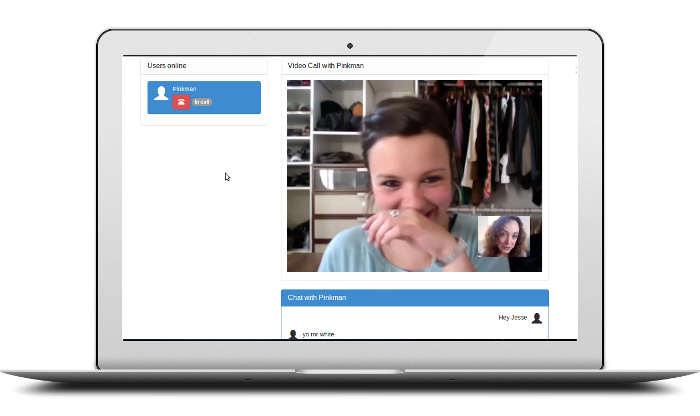 Users online
Pinkman
in call
Video Call with Pinkman
Chat with Pinkman
Hey Jesse
yo mr white